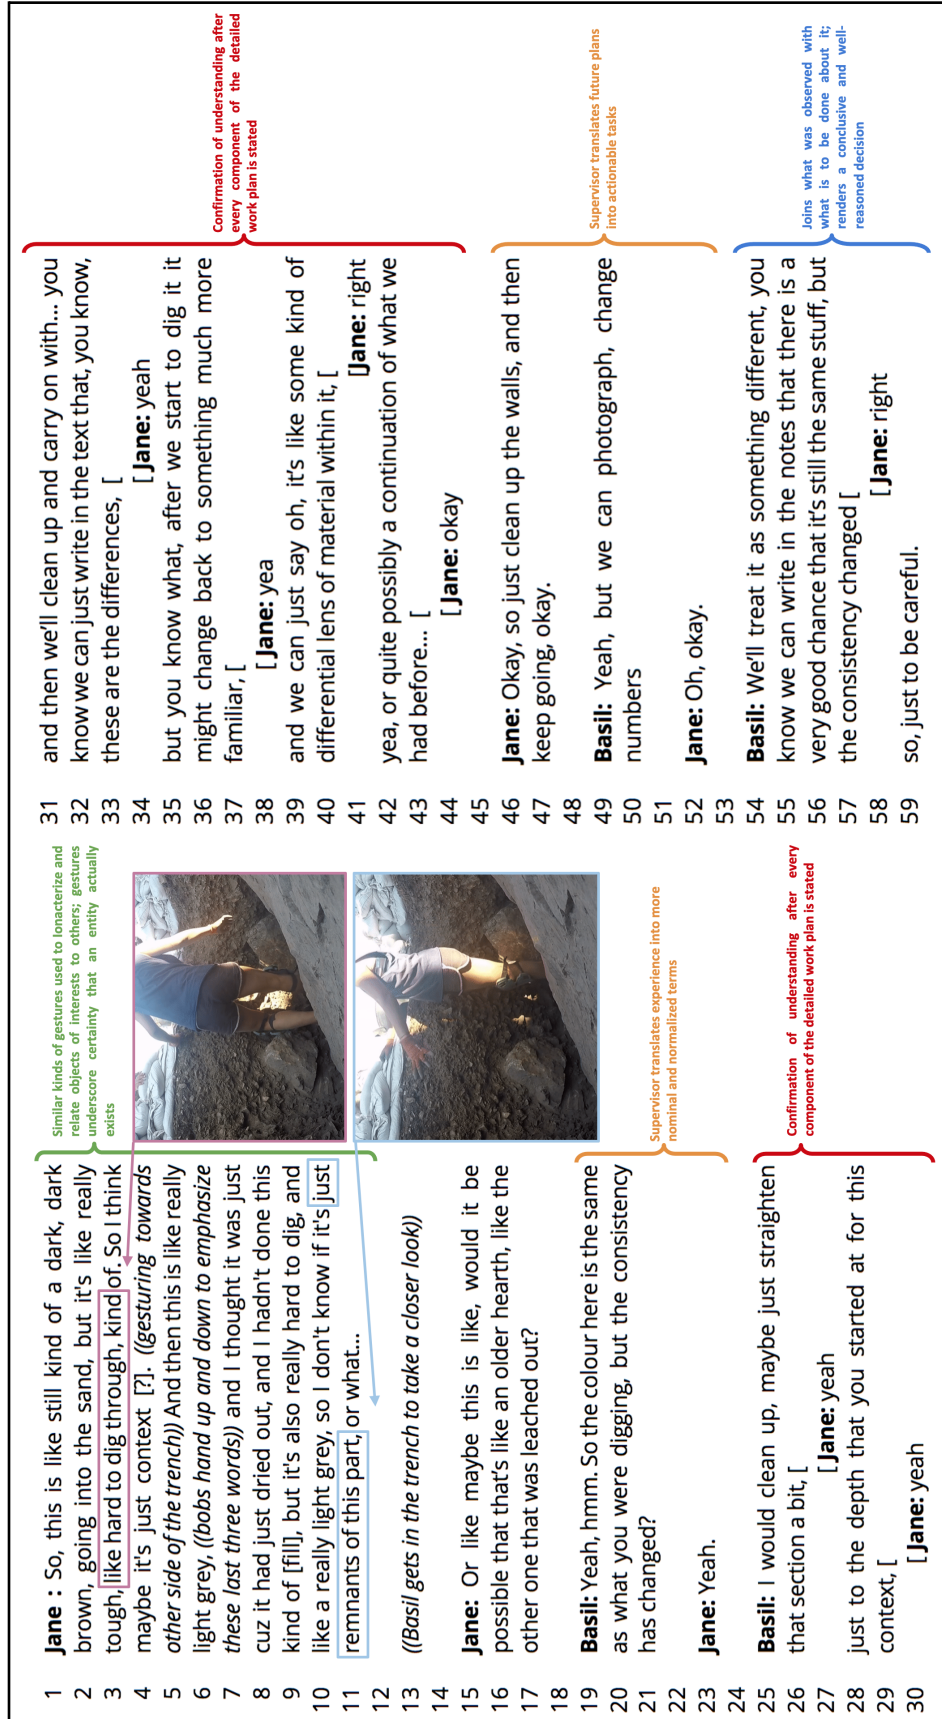 1 Jane : So, this is like still kind of a dark, dark
2 brown, going into the sand, but it's like really
3 tough, like hard to dig through, kind of. So I think
4 maybe it's just context [?]. ((gesturing towards
5 other side of the trench)) And then this is like really
6 light grey, ((bobs hand up and down to emphasize
7 these last three words)) and I thought it was just
8 cuz it had just dried out, and I hadn't done this
9 kind of [fill], but it's also really hard to dig, and
10 like a really light grey, so I don't know if it's just
11 remnants of this part, or what...
12
13 ((Basil gets in the trench to take a closer look))
14
15 Jane: Or like maybe this is like, would it be
16 possible that that's like an older hearth, like the
17 other one that was leached out?
18
19 Basil: Yeah, hmm. So the colour here is the same
20 as what you were digging, but the consistency
21 has changed?
22
23 Jane: Yeah.
24
25 Basil: I would clean up, maybe just straighten
26 that section a bit, [
27 [Jane: yeah
28 just to the depth that you started at for this
29 context, [
30 [Jane: yeah
Similar kinds of gestures used to lonacterize and
relate objects of interests to others; gestures
underscore certainty that an entity actually
exists
Supervisor translates experience into more
nominal and normalized terms
Confirmation of understanding after every
component of the detailed work plan is stated
31 and then we'll clean up and carry on with... you
32 know we can just write in the text that, you know,
33 these are the differences, [
34 [Jane: yeah
35 but you know what, after we start to dig it it
36 might change back to something much more
37 familiar, [
38 [Jane: yea
39 and we can just say oh, it's like some kind of
40 differential lens of material within it, [
41 [Jane: right
42 yea, or quite possibly a continuation of what we
43 had before... [
44 [Jane: okay
45
46 Jane: Okay, so just clean up the walls, and then
47 keep going, okay.
48
49 Basil: Yeah, but we can photograph, change
50 numbers
51
52 Jane: Oh, okay.
53
54 Basil: We'll treat it as something different, you
55 know we can write in the notes that there is a
56 very good chance that it's still the same stuff, but
57 the consistency changed [
58 [Jane: right
59 so, just to be careful.
Confirmation of understanding after
every component of the detailed
work plan is stated
Supervisor translates future plans
into actionable tasks
Joins what was observed with
what is to be done about it;
renders a conclusive and well-
reasoned decision